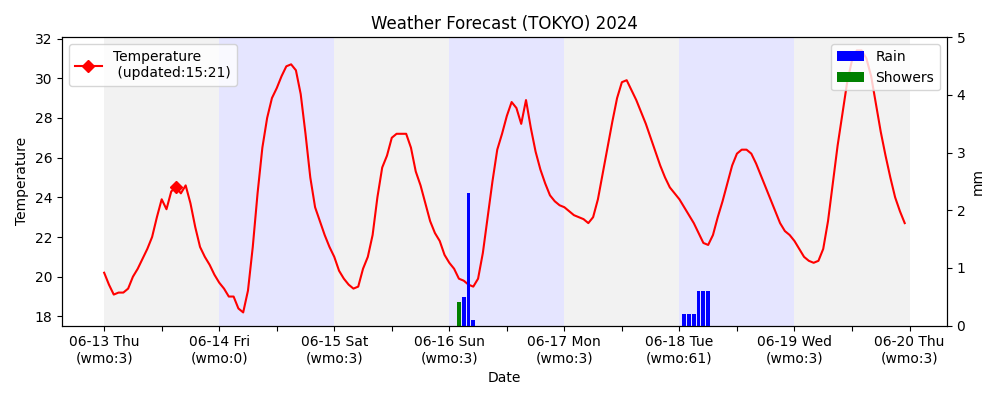 Weather Forecast (TOKYO) 2024
Temperature
(updated:15:21)
Rain
Showers
32
30
28
26
24
22
20
18
Temperature
5
4
3
2
1
0
mm
06-13 Thu
(wmo:3)
06-14 Fri
(wmo:0)
06-15 Sat
(wmo:3)
06-16 Sun
(wmo:3)
06-17 Mon
(wmo:3)
06-18 Tue
(wmo:61)
06-19 Wed
(wmo:3)
06-20 Thu
(wmo:3)
Date